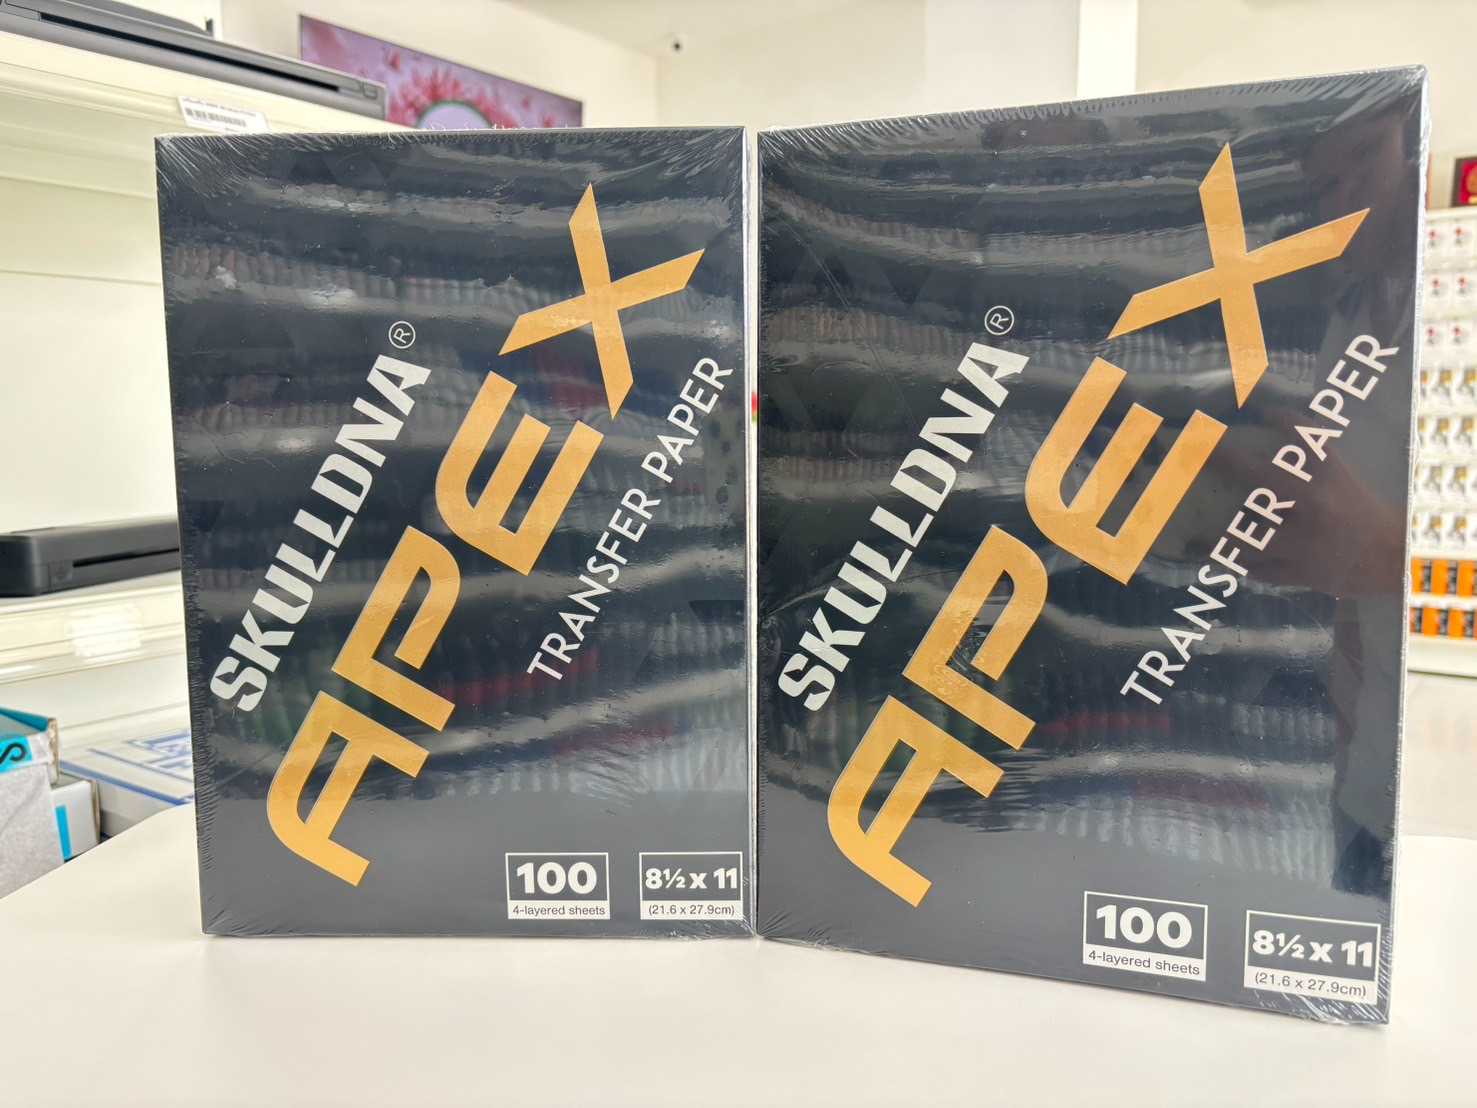 SKULLDNA®
APEX
TRANSFER PAPER
100
4-layered sheets
8½ x 11
(21.6 x 27.9cm)
SKULLDNA®
APEX
TRANSFER PAPER
100
4-layered sheets
8½ x 11
(21.6 x 27.9cm)